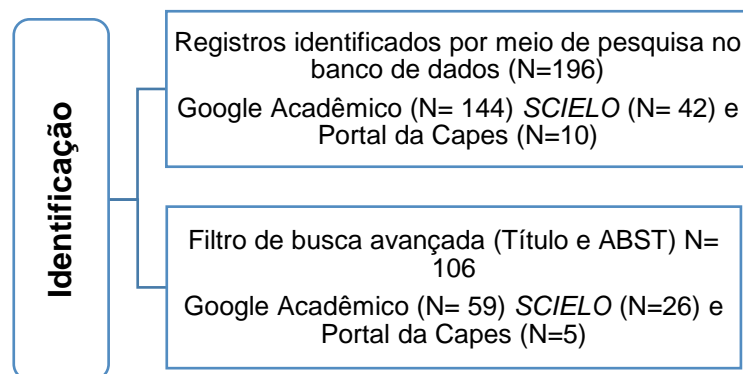 Identificação
Registros identificados por meio de pesquisa no
banco de dados (N=196)
Google Acadêmico (N= 144) SCIELO (N= 42) e
Portal da Capes (N=10)
Filtro de busca avançada (Título e ABST) N=
106
Google Acadêmico (N= 59) SCIELO (N=26) e
Portal da Capes (N=5)